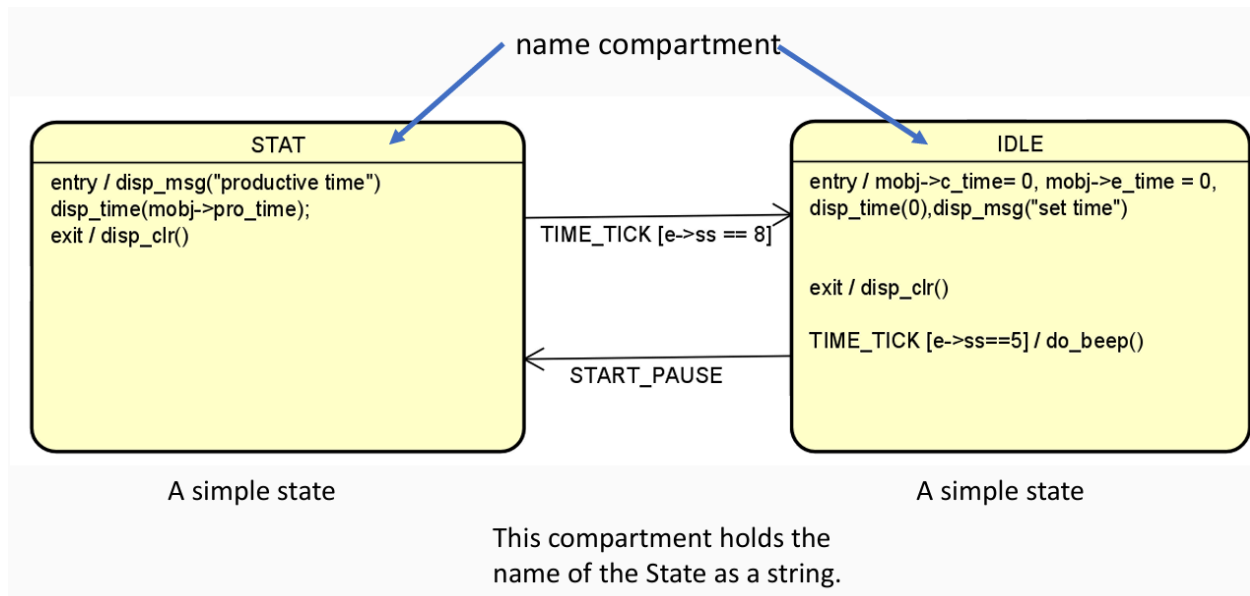 name compartment
STAT
entry / disp_msg("productive time")
disp_time(mobj->pro_time);
exit / disp_clr()
TIME_TICK [e->ss == 8]
START_PAUSE
IDLE
entry / mobj->c_time= 0, mobj->e_time = 0,
disp_time(0),disp_msg("set time")
exit / disp_clr()
TIME_TICK [e->ss==5] / do_beep()
A simple state
A simple state
This compartment holds the
name of the State as a string.